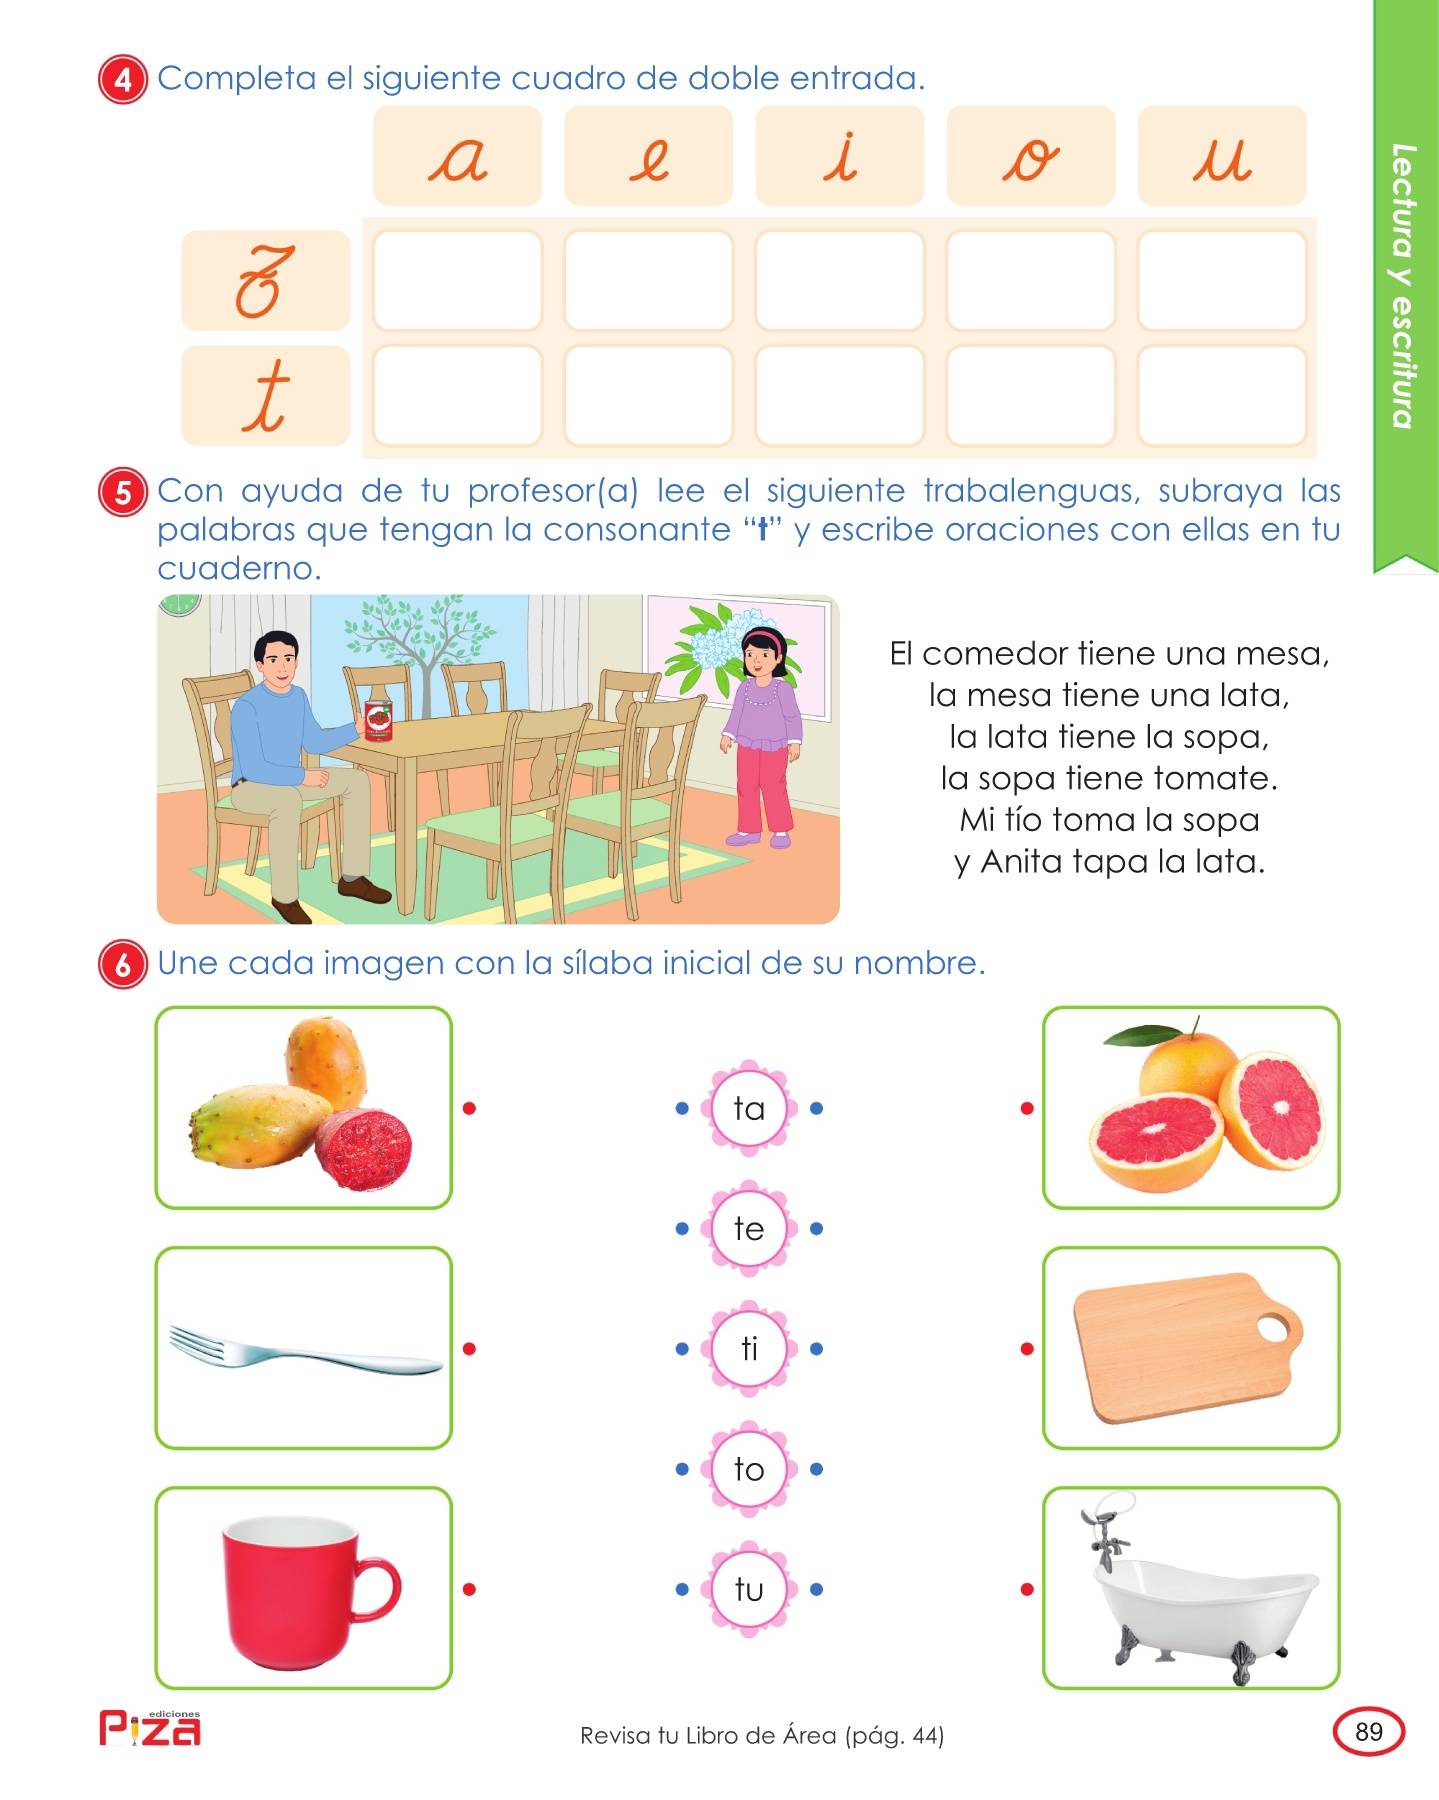 4 Completa el siguiente cuadro de doble entrada.
a e i o u
T
t
5 Con ayuda de tu profesor(a) lee el siguiente trabalenguas, subraya las
palabras que tengan la consonante “t” y escribe oraciones con ellas en tu
cuaderno.
El comedor tiene una mesa,
la mesa tiene una lata,
la lata tiene la sopa,
la sopa tiene tomate.
Mi tío toma la sopa
y Anita tapa la lata.
6 Une cada imagen con la sílaba inicial de su nombre.
ta
te
ti
to
tu
ediciones
Piza
Revisa tu Libro de Área (pág. 44)
89
Lectura y escritura